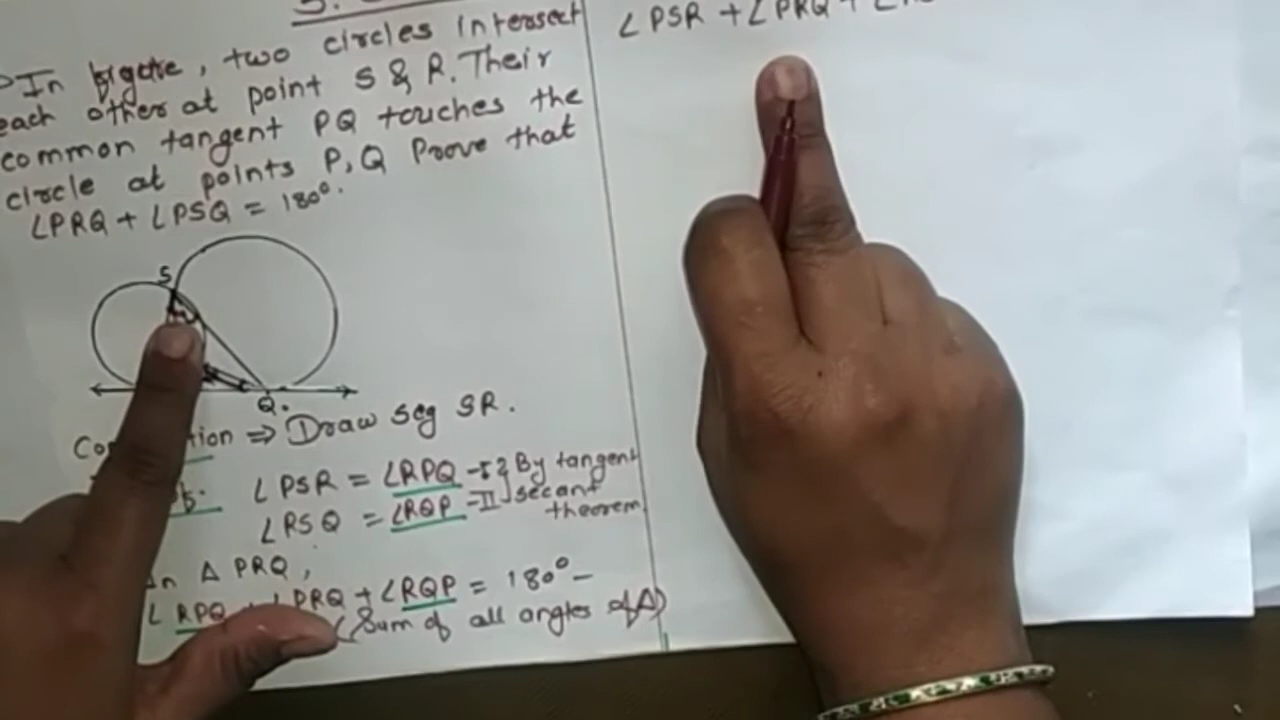 In figure, two circles intersect
each other at point S & R. Their
common tangent PQ touches the
circle at points P, Q Prove that
∠PRQ + ∠PSQ = 180°.
S
Q.
⇒ Draw seg SR.
∠PSR = ∠RPQ - I } By tangent
∠RSQ = ∠RQP - II secant
theorem
In Δ PRQ,
∠RPQ + ∠PRQ + ∠RQP = 180° -
(Sum of all angles of Δ)
∠PSR + ∠PRQ +